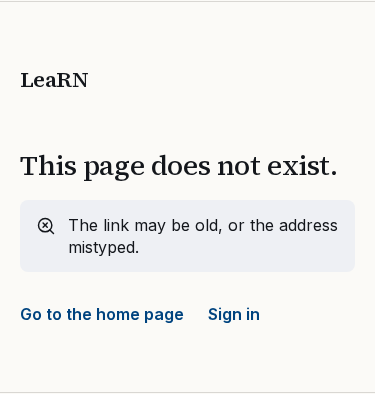 LeaRN
This page does not exist.
The link may be old, or the address
mistyped.
Go to the home page Sign in